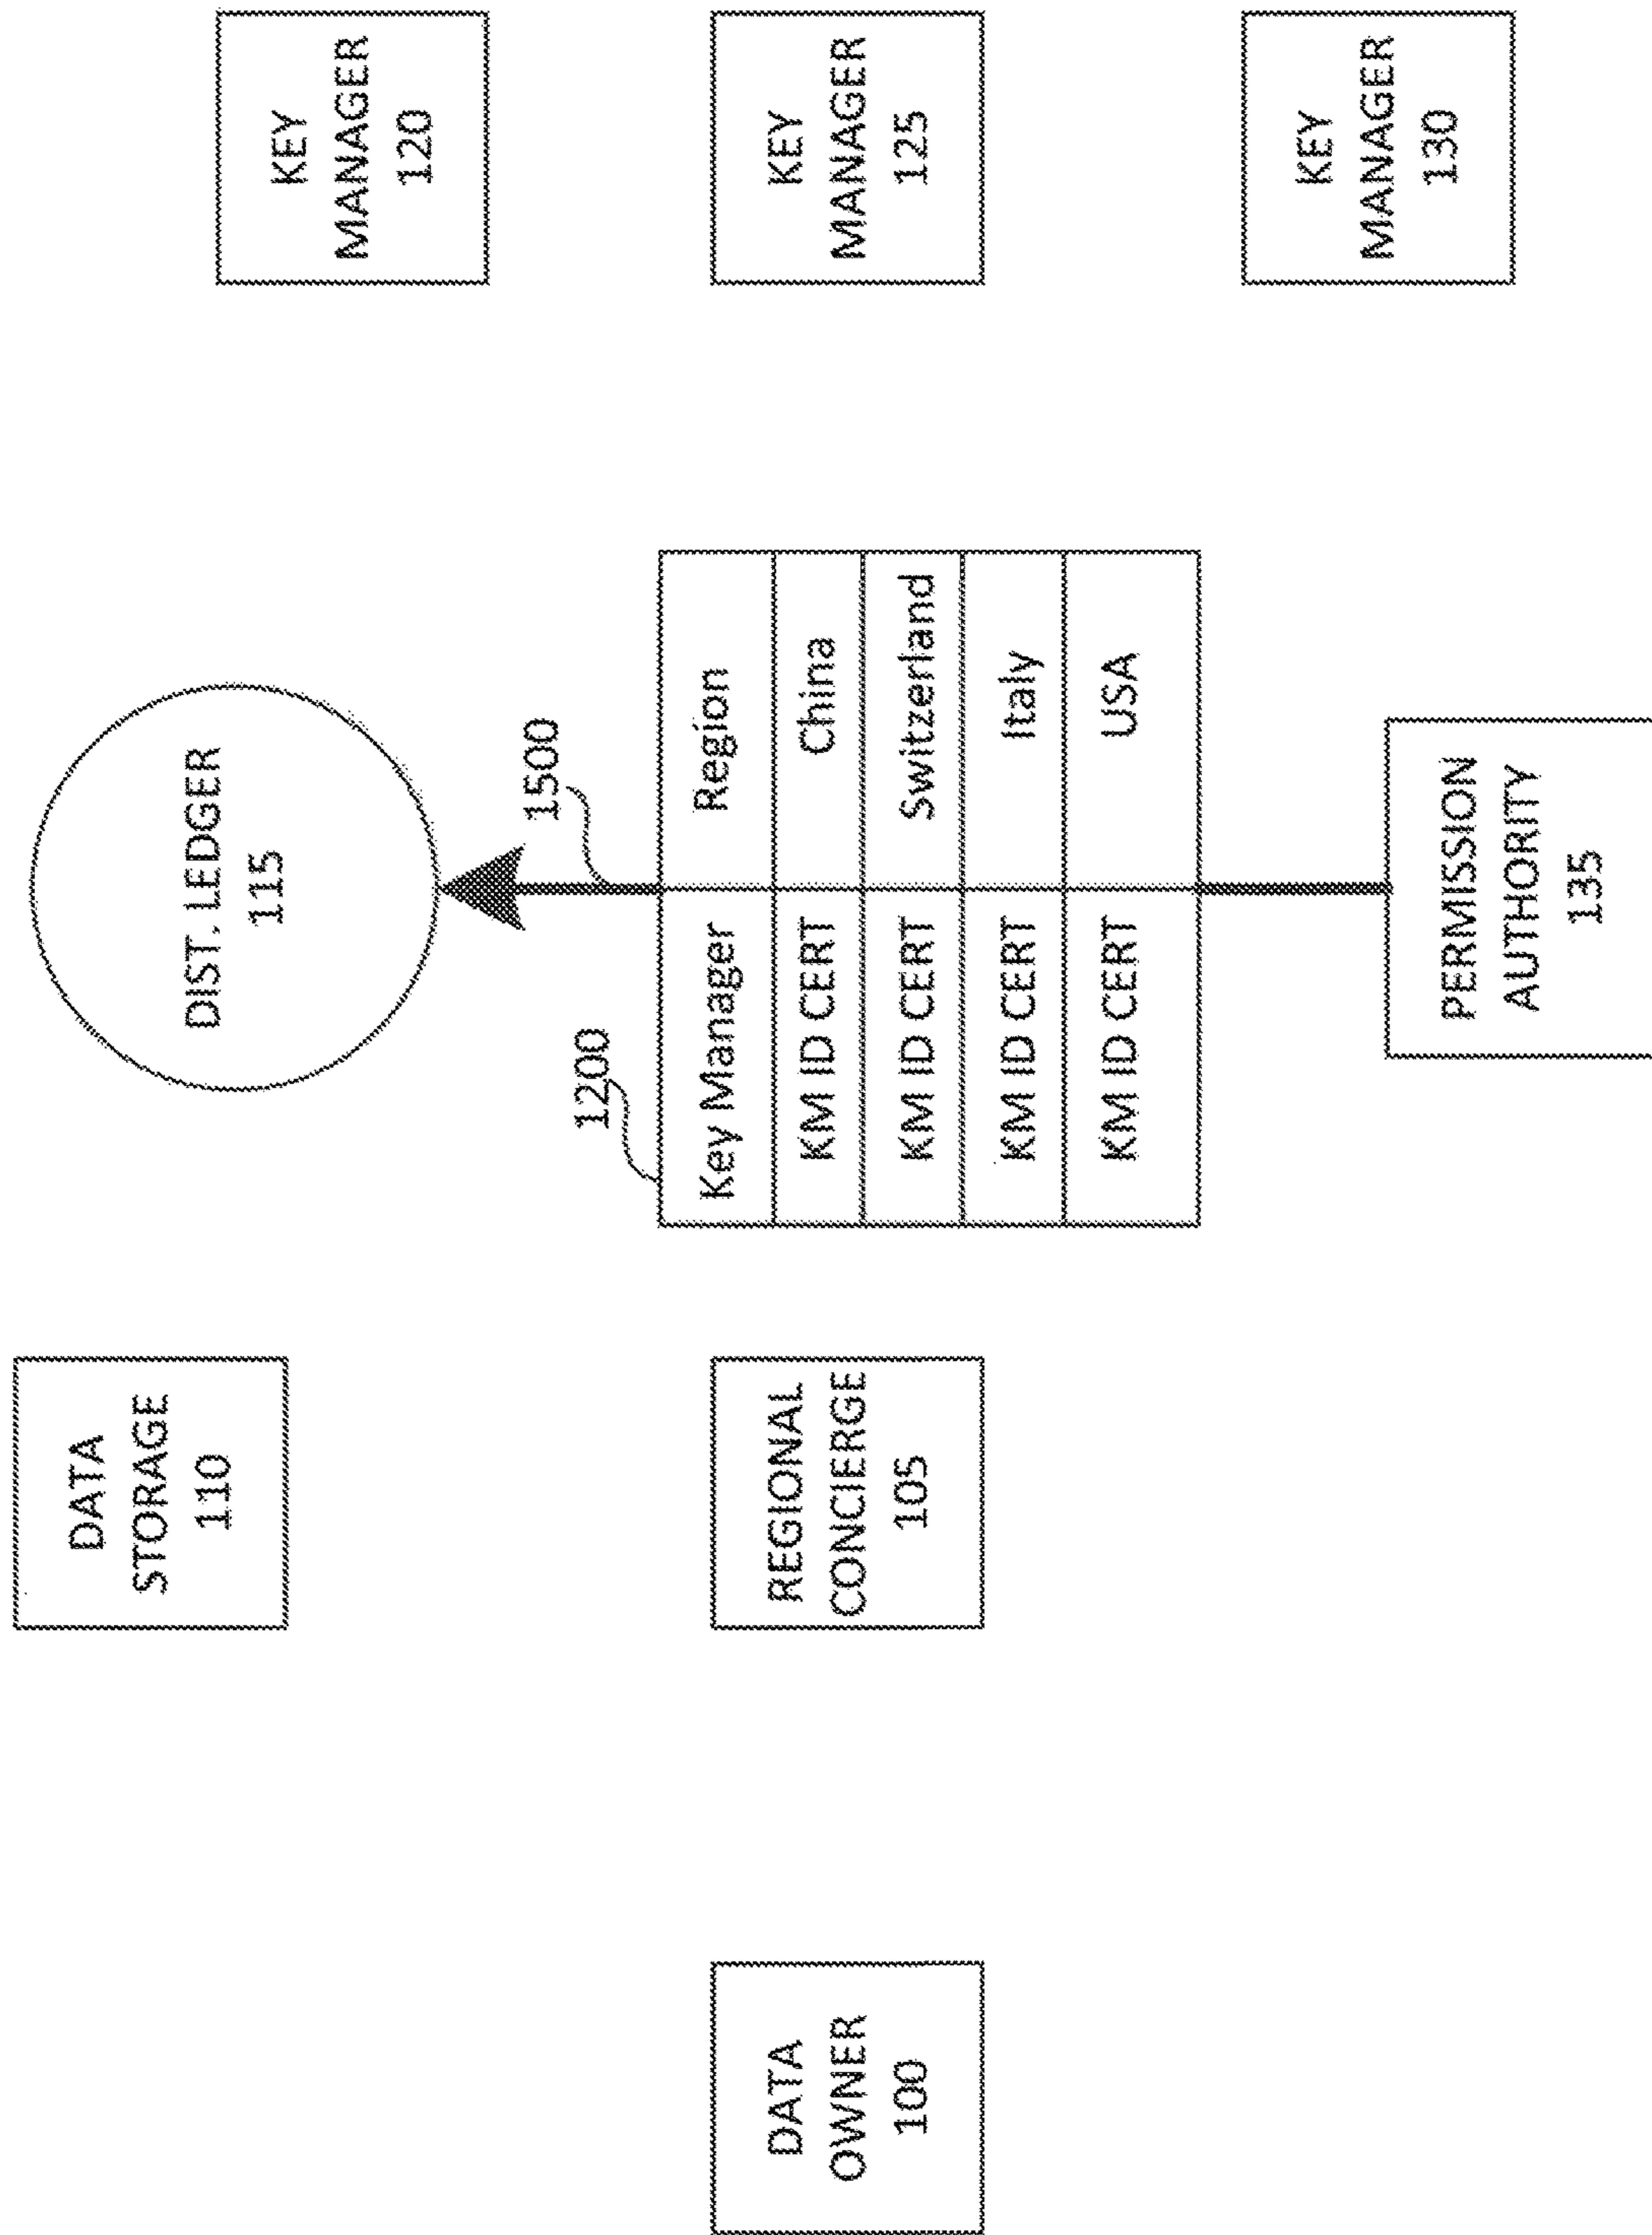 DATA
STORAGE
110
DIST. LEDGER
115
KEY
MANAGER
120
1500
1200
DATA
OWNER
100
REGIONAL
CONCIERGE
105
Key Manager Region
KM ID CERT China
KM ID CERT Switzerland
KM ID CERT Italy
KM ID CERT USA
KEY
MANAGER
125
KEY
MANAGER
130
PERMISSION
AUTHORITY
135